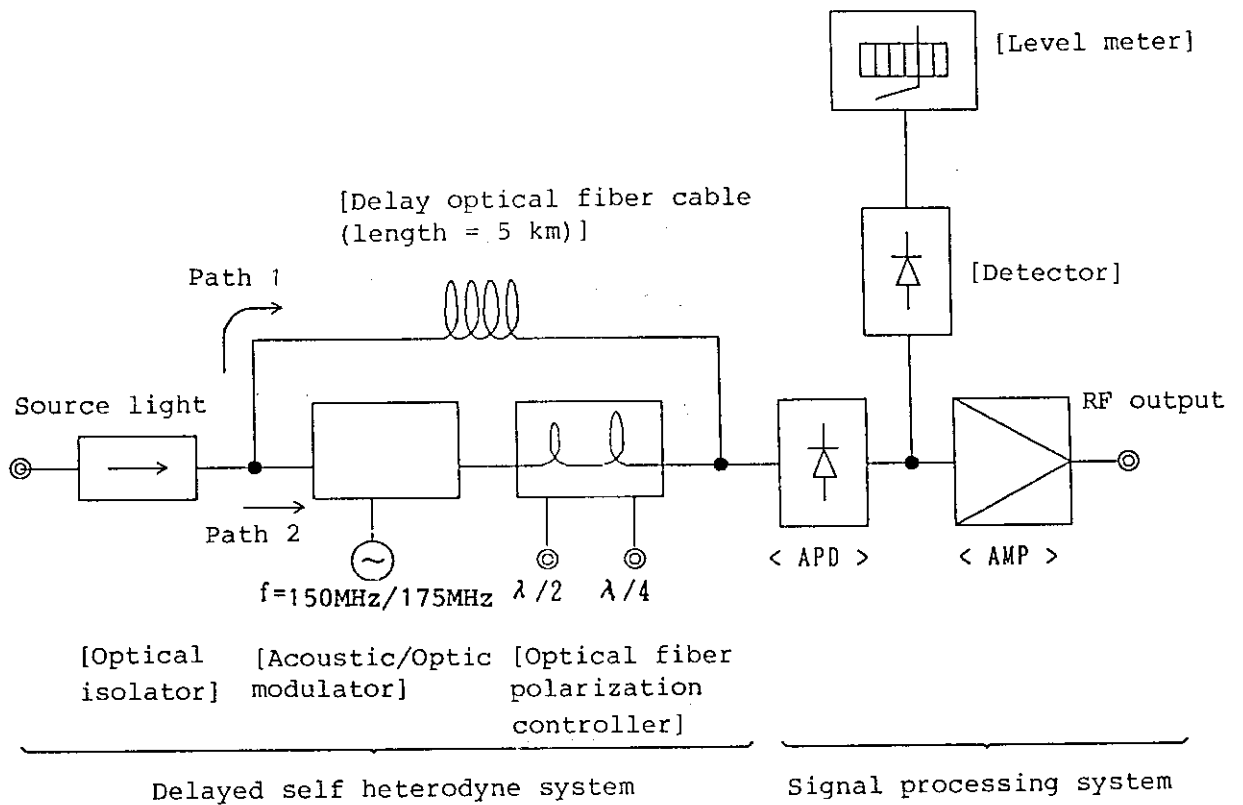 [Level meter]
[Delay optical fiber cable
(length = 5 km)]
Path 1
[Detector]
Source light
RF output
Path 2
f=150MHz/175MHz
λ/2
λ/4
< APD >
< AMP >
[Optical
isolator]
[Acoustic/Optic
modulator]
[Optical fiber
polarization
controller]
Delayed self heterodyne system
Signal processing system